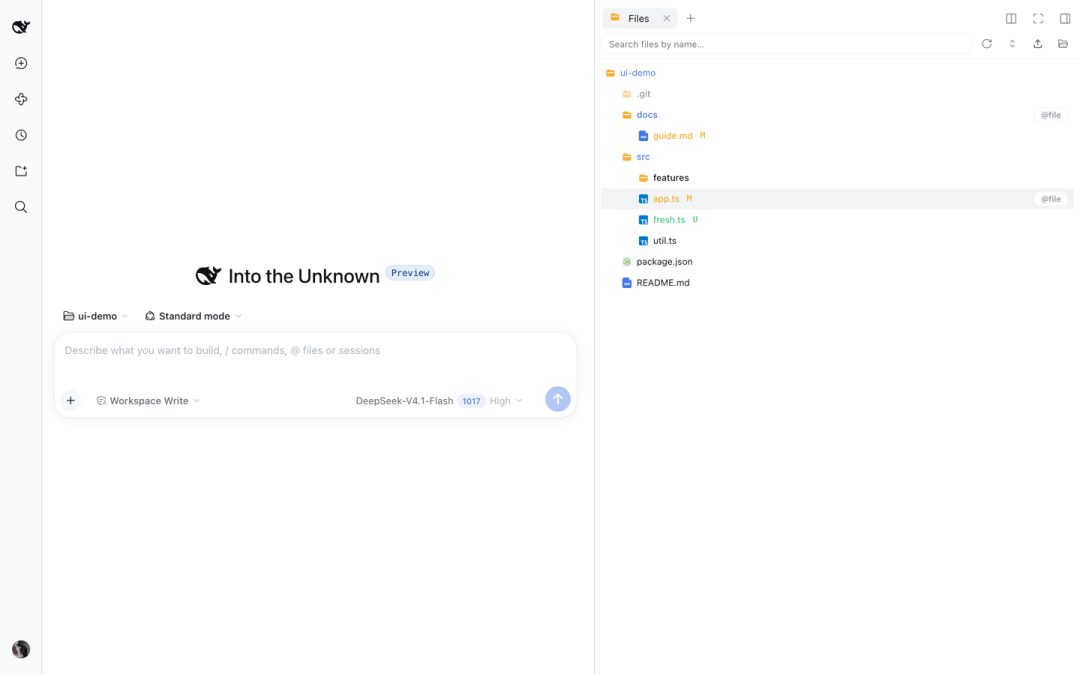 Into the Unknown Preview
ui-demo Standard mode
Describe what you want to build, / commands, @ files or sessions
Workspace Write DeepSeek-V4.1-Flash 1017 High
Files
Search files by name...
ui-demo
.git
docs @file
guide.md M
src
features
app.ts M @file
fresh.ts U
util.ts
package.json
README.md